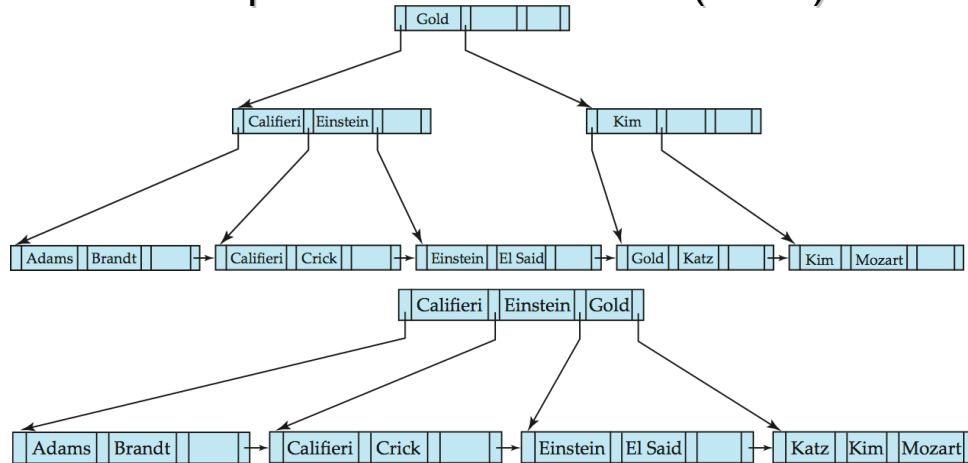 Gold
Califieri Einstein Kim
Adams Brandt Califieri Crick Einstein El Said Gold Katz Kim Mozart
Califieri Einstein Gold
Adams Brandt Califieri Crick Einstein El Said Katz Kim Mozart